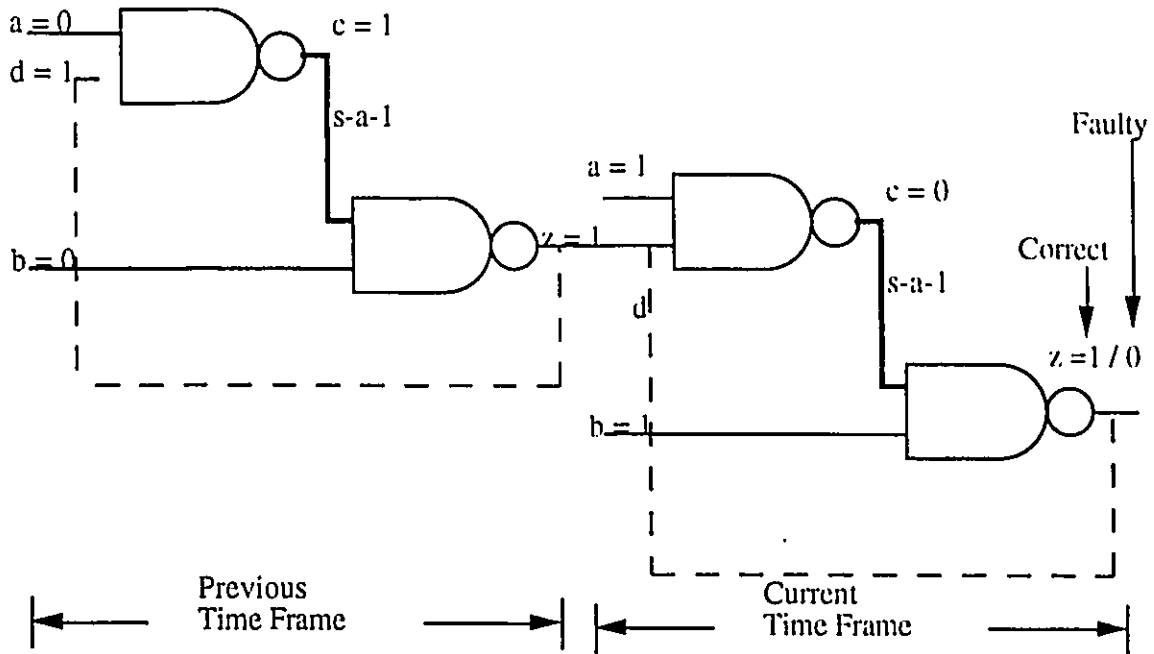 a = 0
c = 1
d = 1
s-a-1
Faulty
a = 1
c = 0
b = 0
z = 1
Correct
s-a-1
d
z = 1 / 0
b = 1
Previous
Time Frame
Current
Time Frame